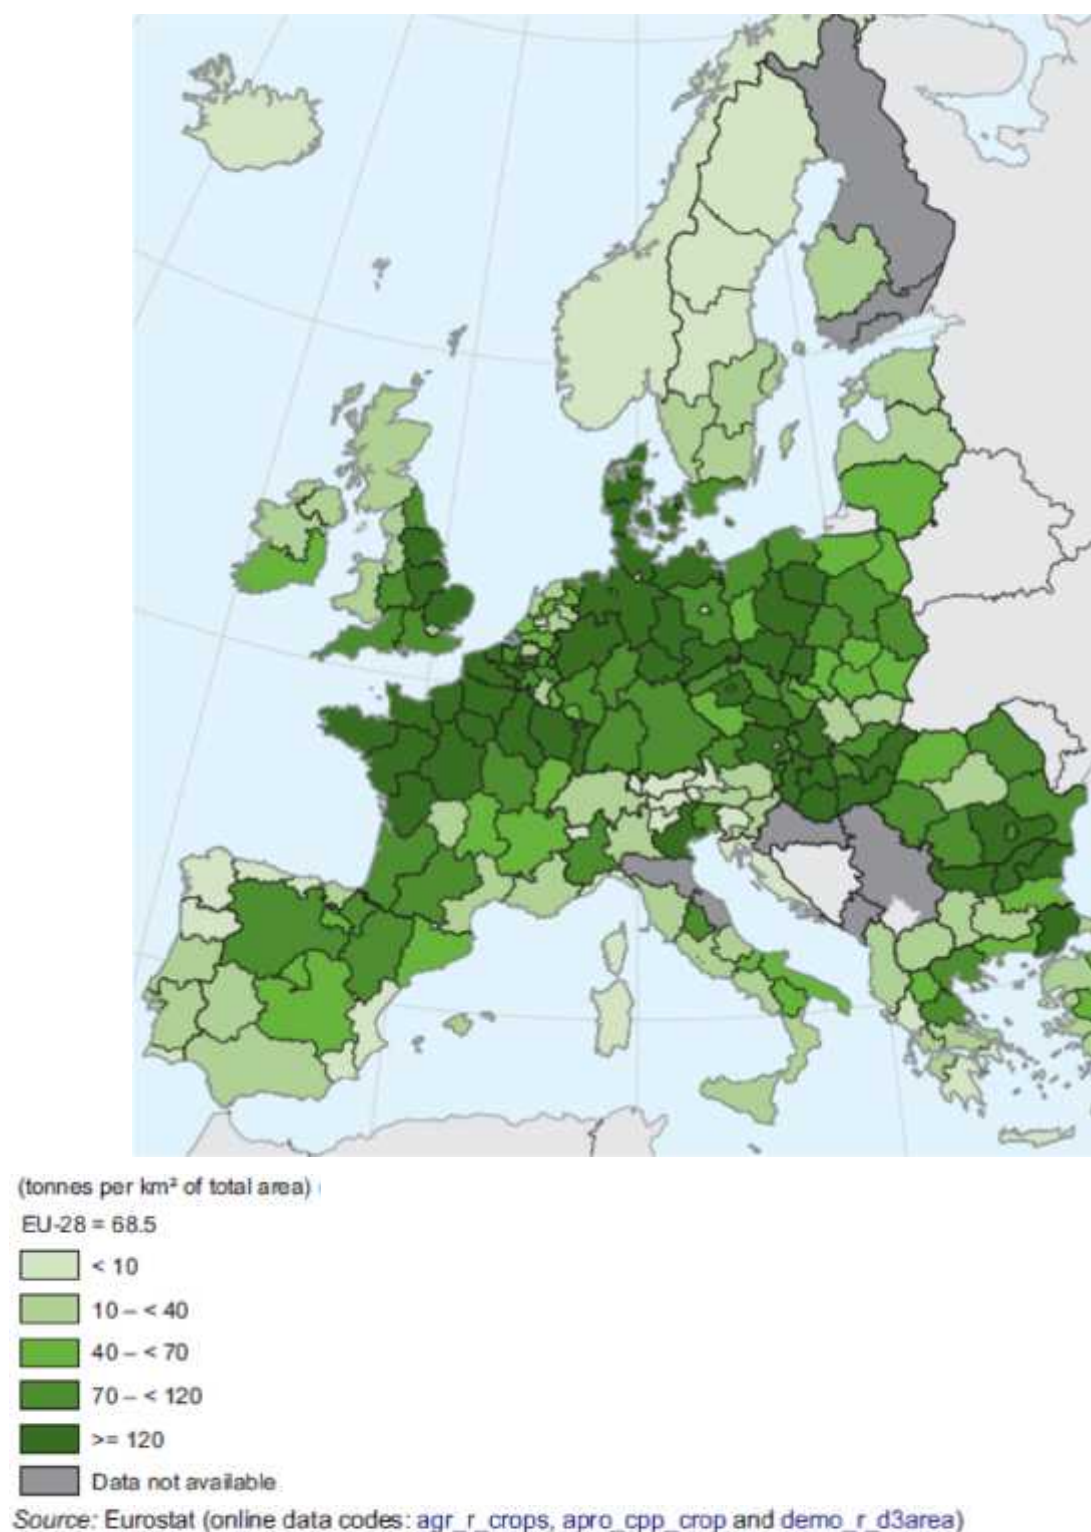 (tonnes per km² of total area)
EU-28 = 68.5
< 10
10 – < 40
40 – < 70
70 – < 120
>= 120
Data not available
Source: Eurostat (online data codes: agr_r_crops, apro_cpp_crop and demo_r_d3area)